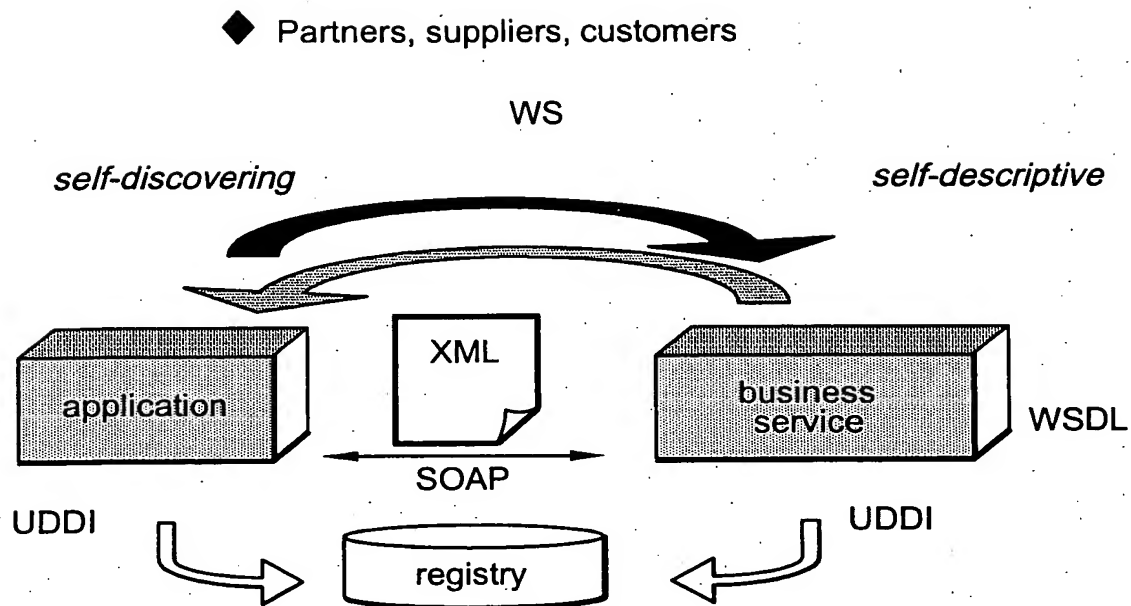 ◆ Partners, suppliers, customers
WS
self-discovering
self-descriptive
XML
application
business
service
WSDL
SOAP
UDDI
UDDI
registry